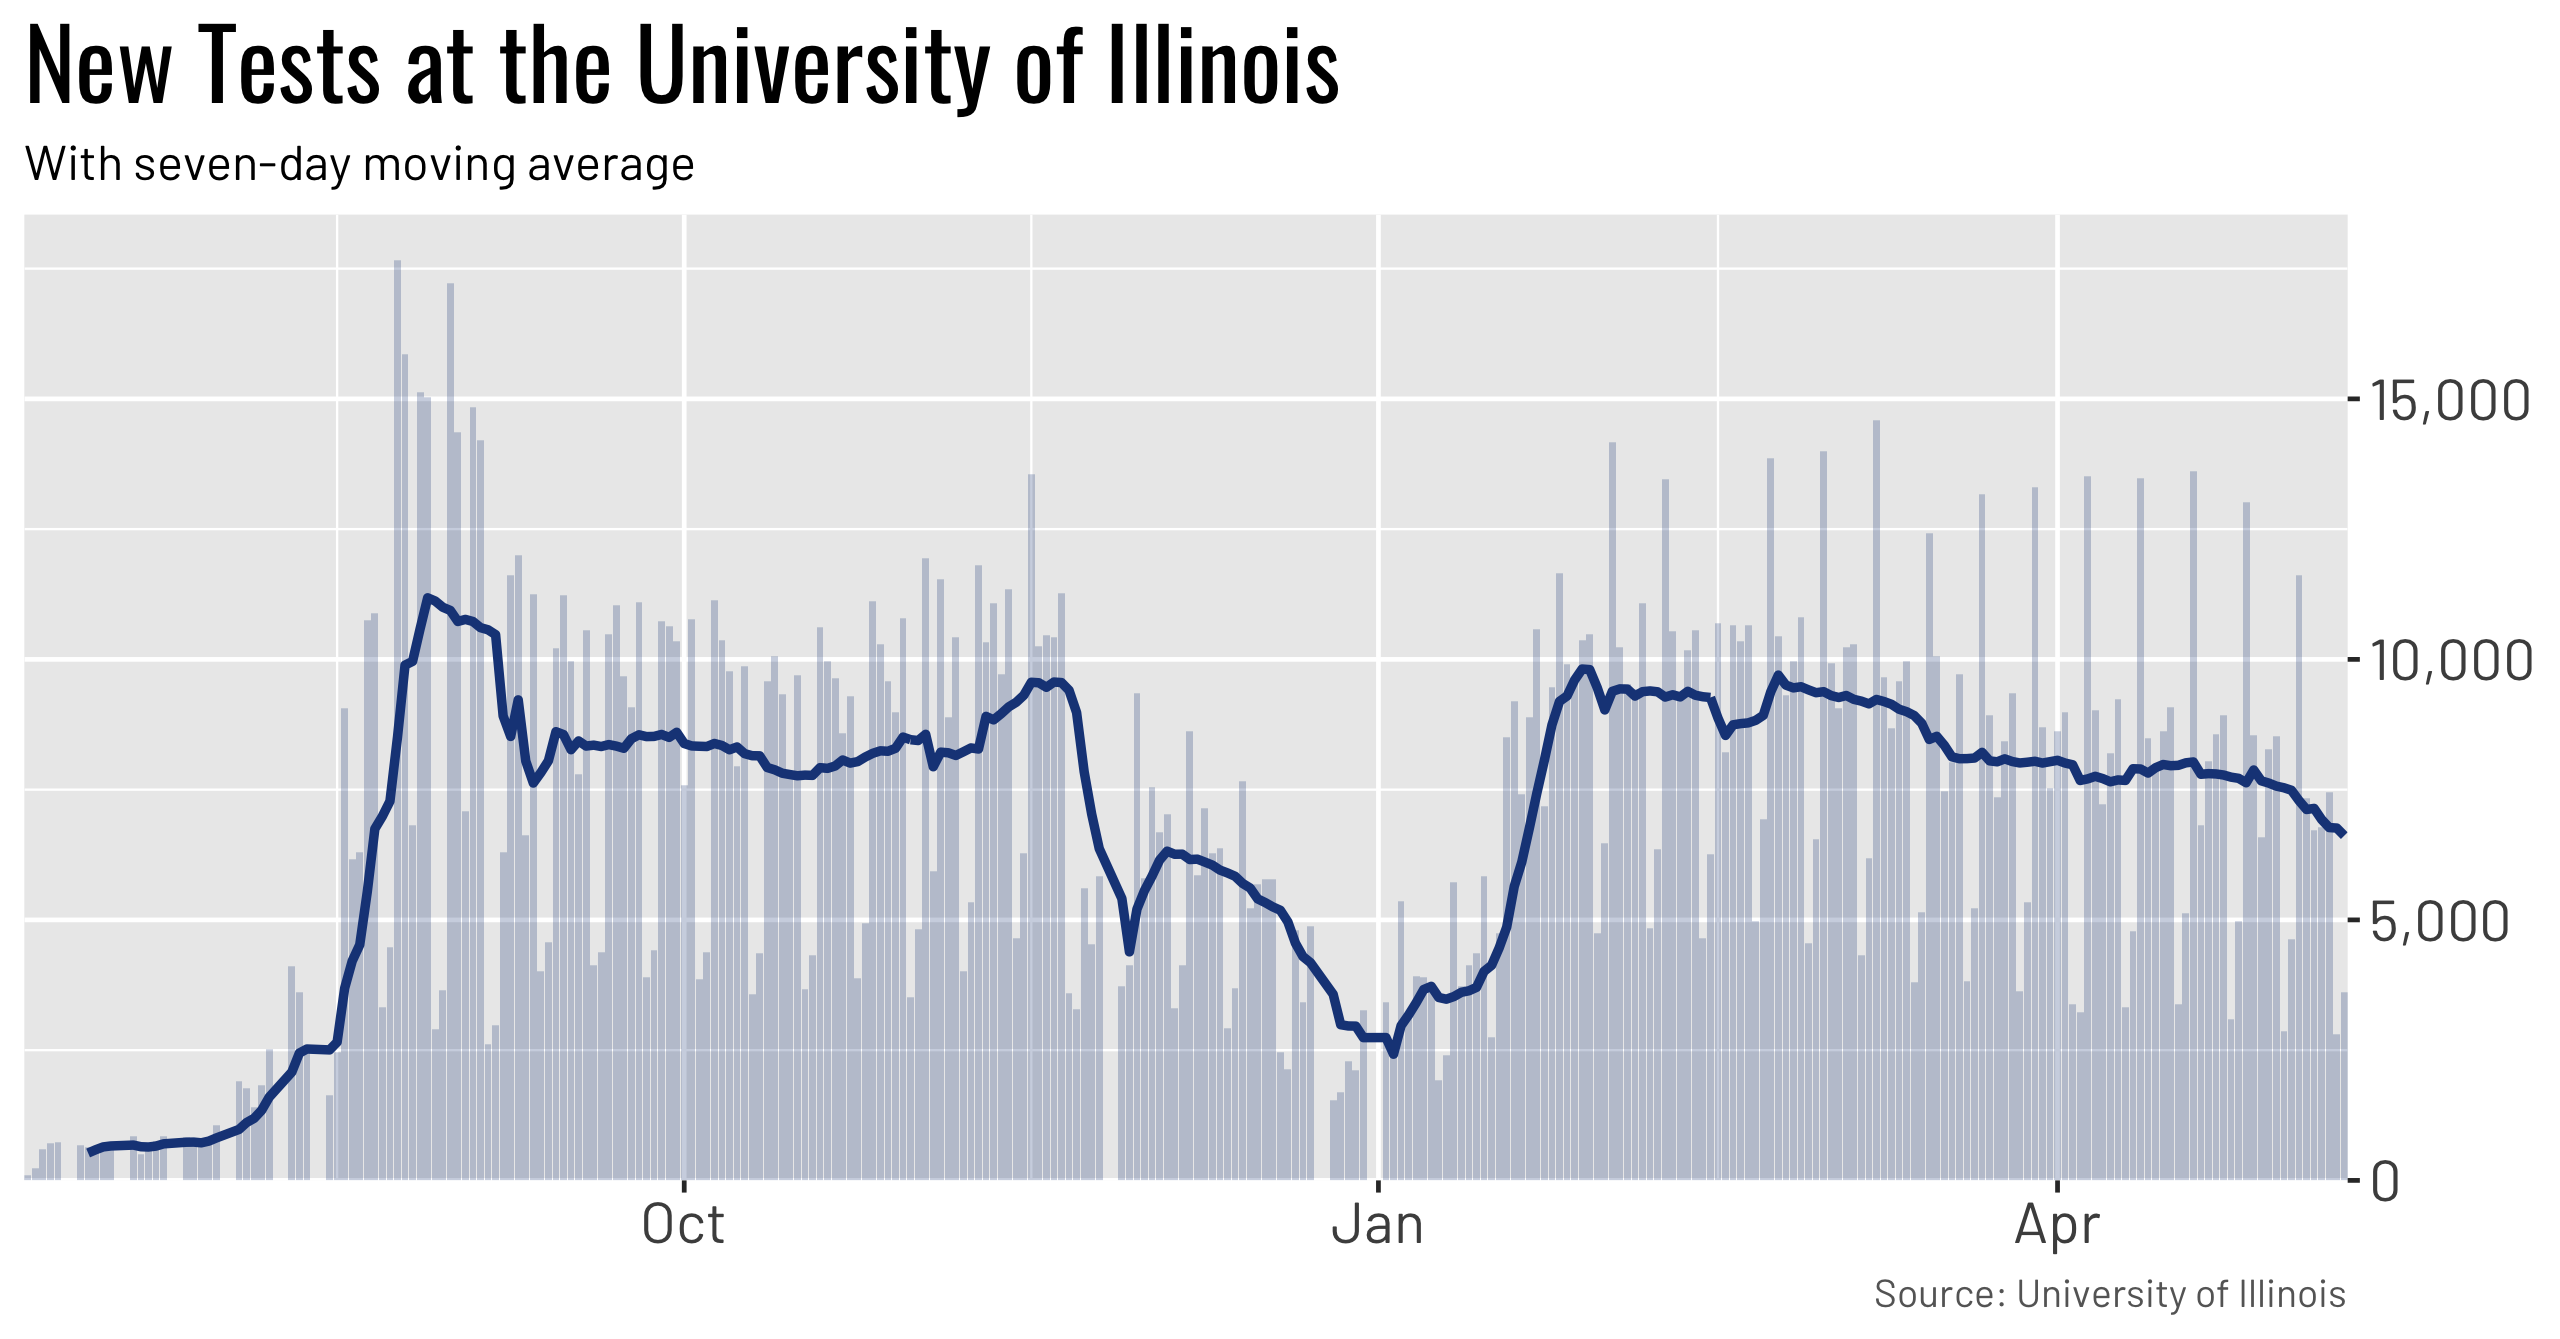 New Tests at the University of Illinois
With seven-day moving average
15,000
10,000
5,000
0
Oct Jan Apr
Source: University of Illinois